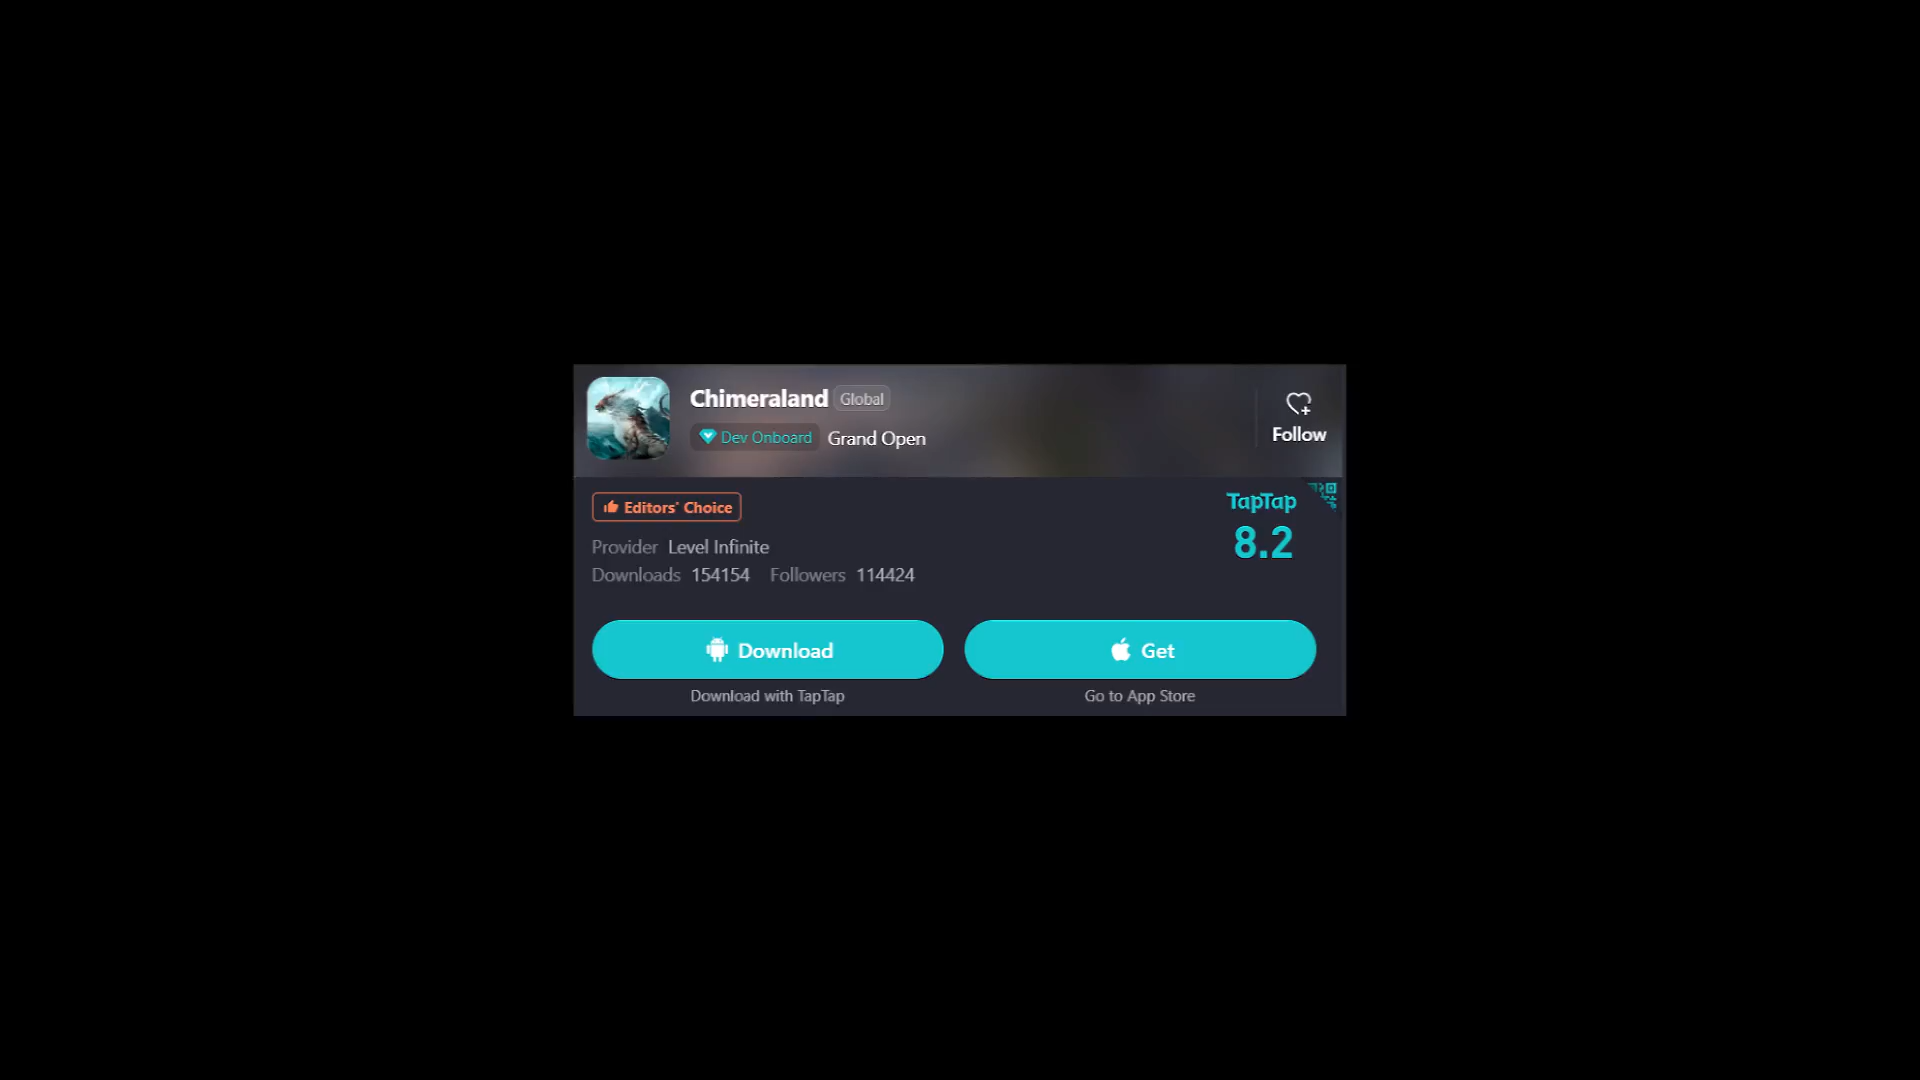 Chimeraland Global
Dev Onboard Grand Open
Follow
Editors' Choice
TapTap
8.2
Provider Level Infinite
Downloads 154154 Followers 114424
Download
Get
Download with TapTap
Go to App Store